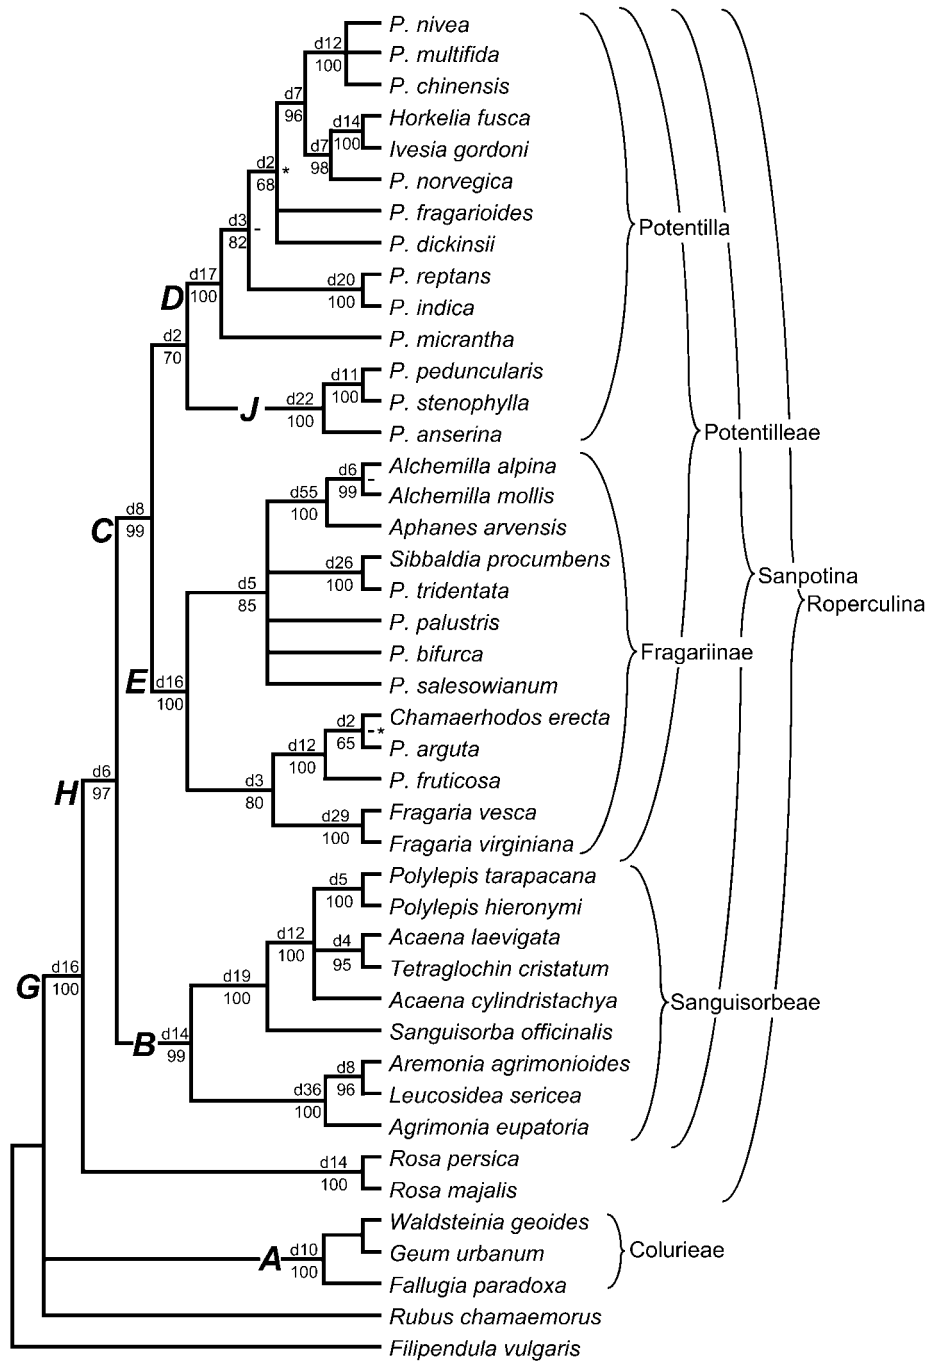 P. nivea
d12
100
P. multifida
P. chinensis
d7
96
Horkelia fusca
d14
100
Ivesia gordoni
d7
98
P. norvegica
d2
68
*
P. fragarioides
d3
82
-
Potentilla
P. dickinsii
d17
100
D
P. reptans
d20
100
P. indica
P. micrantha
d2
70
P. peduncularis
d11
100
P. stenophylla
J
d22
100
P. anserina
Potentilleae
Alchemilla alpina
d6
99
-
Alchemilla mollis
d55
100
Aphanes arvensis
C
d8
99
Sibbaldia procumbens
d26
100
P. tridentata
Sanpotina
d5
85
Roperculina
P. palustris
P. bifurca
Fragariinae
E
d16
100
P. salesowianum
Chamaerhodos erecta
d2
65
-*
P. arguta
d12
100
P. fruticosa
H
d6
97
d3
80
Fragaria vesca
d29
100
Fragaria virginiana
Polylepis tarapacana
d5
100
Polylepis hieronymi
Acaena laevigata
d12
100
d4
95
Tetraglochin cristatum
G
d16
100
d19
100
Acaena cylindristachya
Sanguisorbeae
Sanguisorba officinalis
B
d14
99
Aremonia agrimonioides
d8
96
Leucosidea sericea
d36
100
Agrimonia eupatoria
Rosa persica
d14
100
Rosa majalis
Waldsteinia geoides
Geum urbanum
A
d10
100
Colurieae
Fallugia paradoxa
Rubus chamaemorus
Filipendula vulgaris